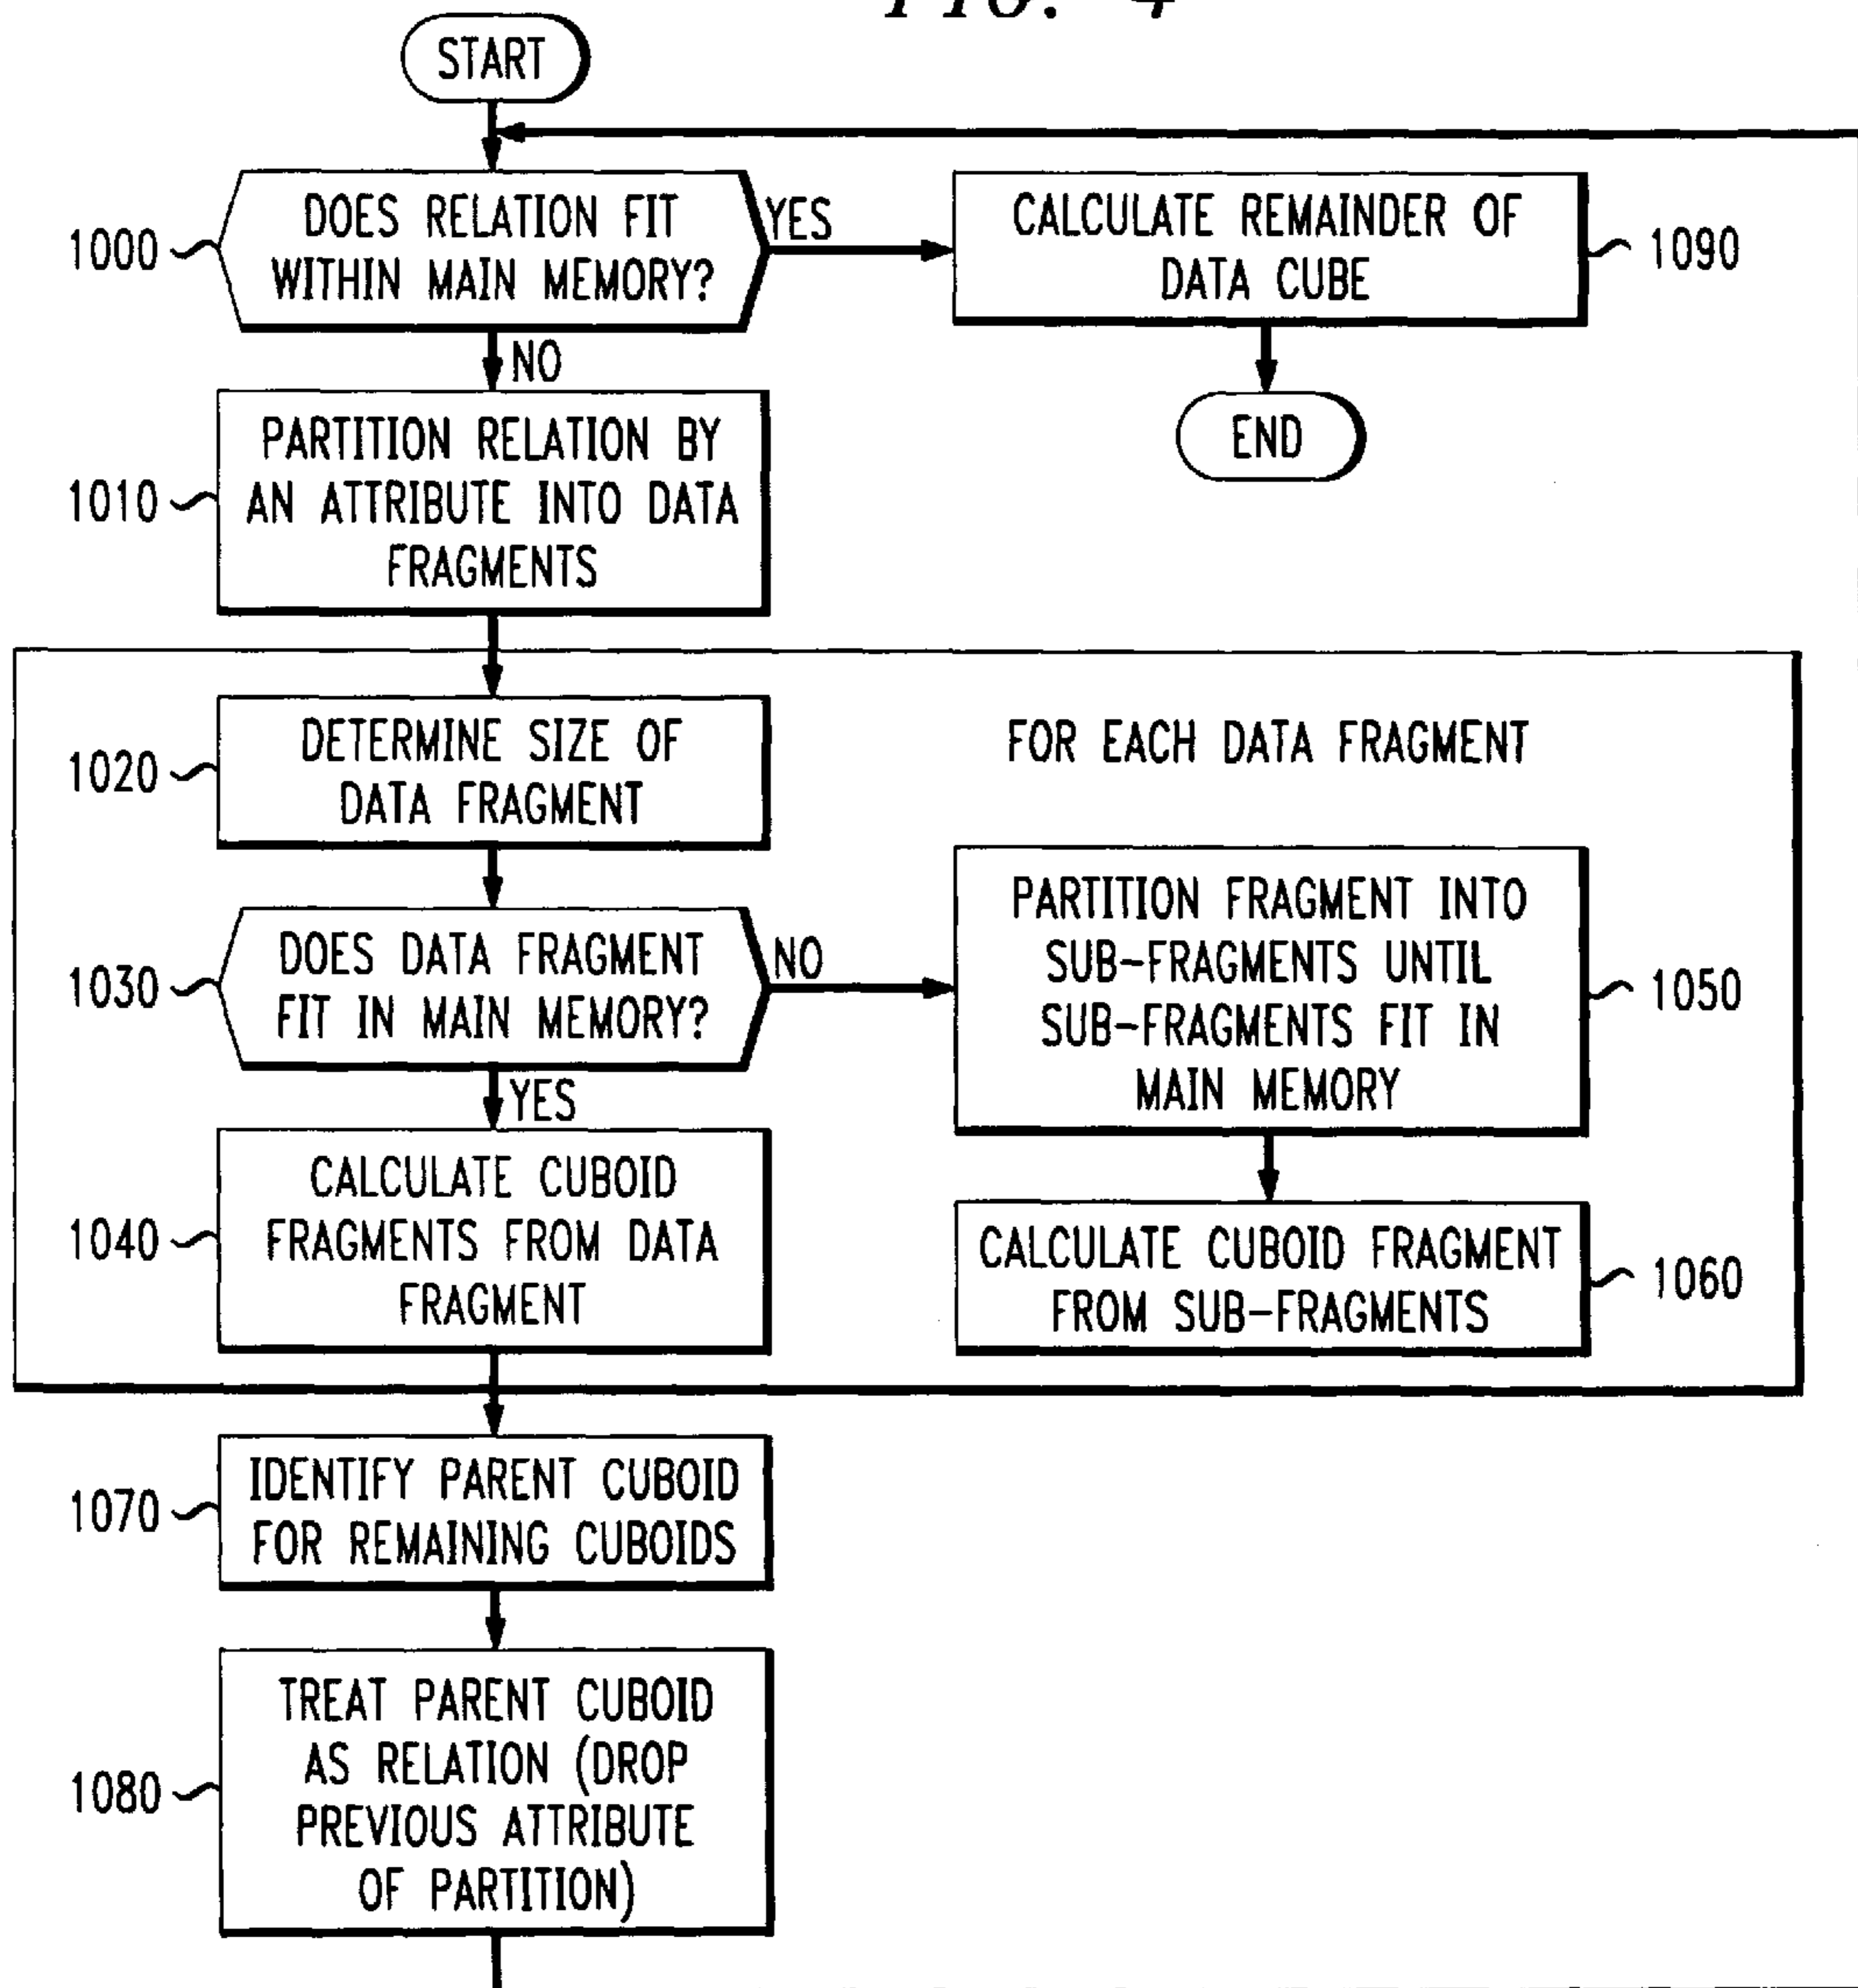 FIG. 4
START
1000
DOES RELATION FIT
WITHIN MAIN MEMORY?
YES
CALCULATE REMAINDER OF
DATA CUBE
1090
NO
END
1010
PARTITION RELATION BY
AN ATTRIBUTE INTO DATA
FRAGMENTS
1020
DETERMINE SIZE OF
DATA FRAGMENT
FOR EACH DATA FRAGMENT
1030
DOES DATA FRAGMENT
FIT IN MAIN MEMORY?
NO
PARTITION FRAGMENT INTO
SUB-FRAGMENTS UNTIL
SUB-FRAGMENTS FIT IN
MAIN MEMORY
1050
YES
1040
CALCULATE CUBOID
FRAGMENTS FROM DATA
FRAGMENT
CALCULATE CUBOID FRAGMENT
FROM SUB-FRAGMENTS
1060
1070
IDENTIFY PARENT CUBOID
FOR REMAINING CUBOIDS
1080
TREAT PARENT CUBOID
AS RELATION (DROP
PREVIOUS ATTRIBUTE
OF PARTITION)